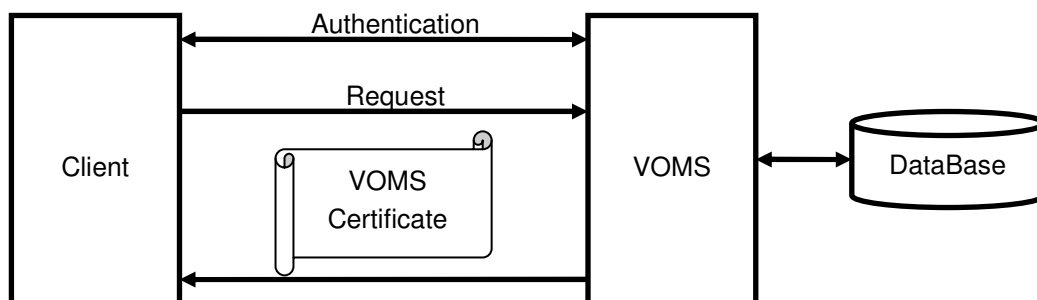 Authentication
Request
Client
VOMS
Certificate
VOMS
DataBase